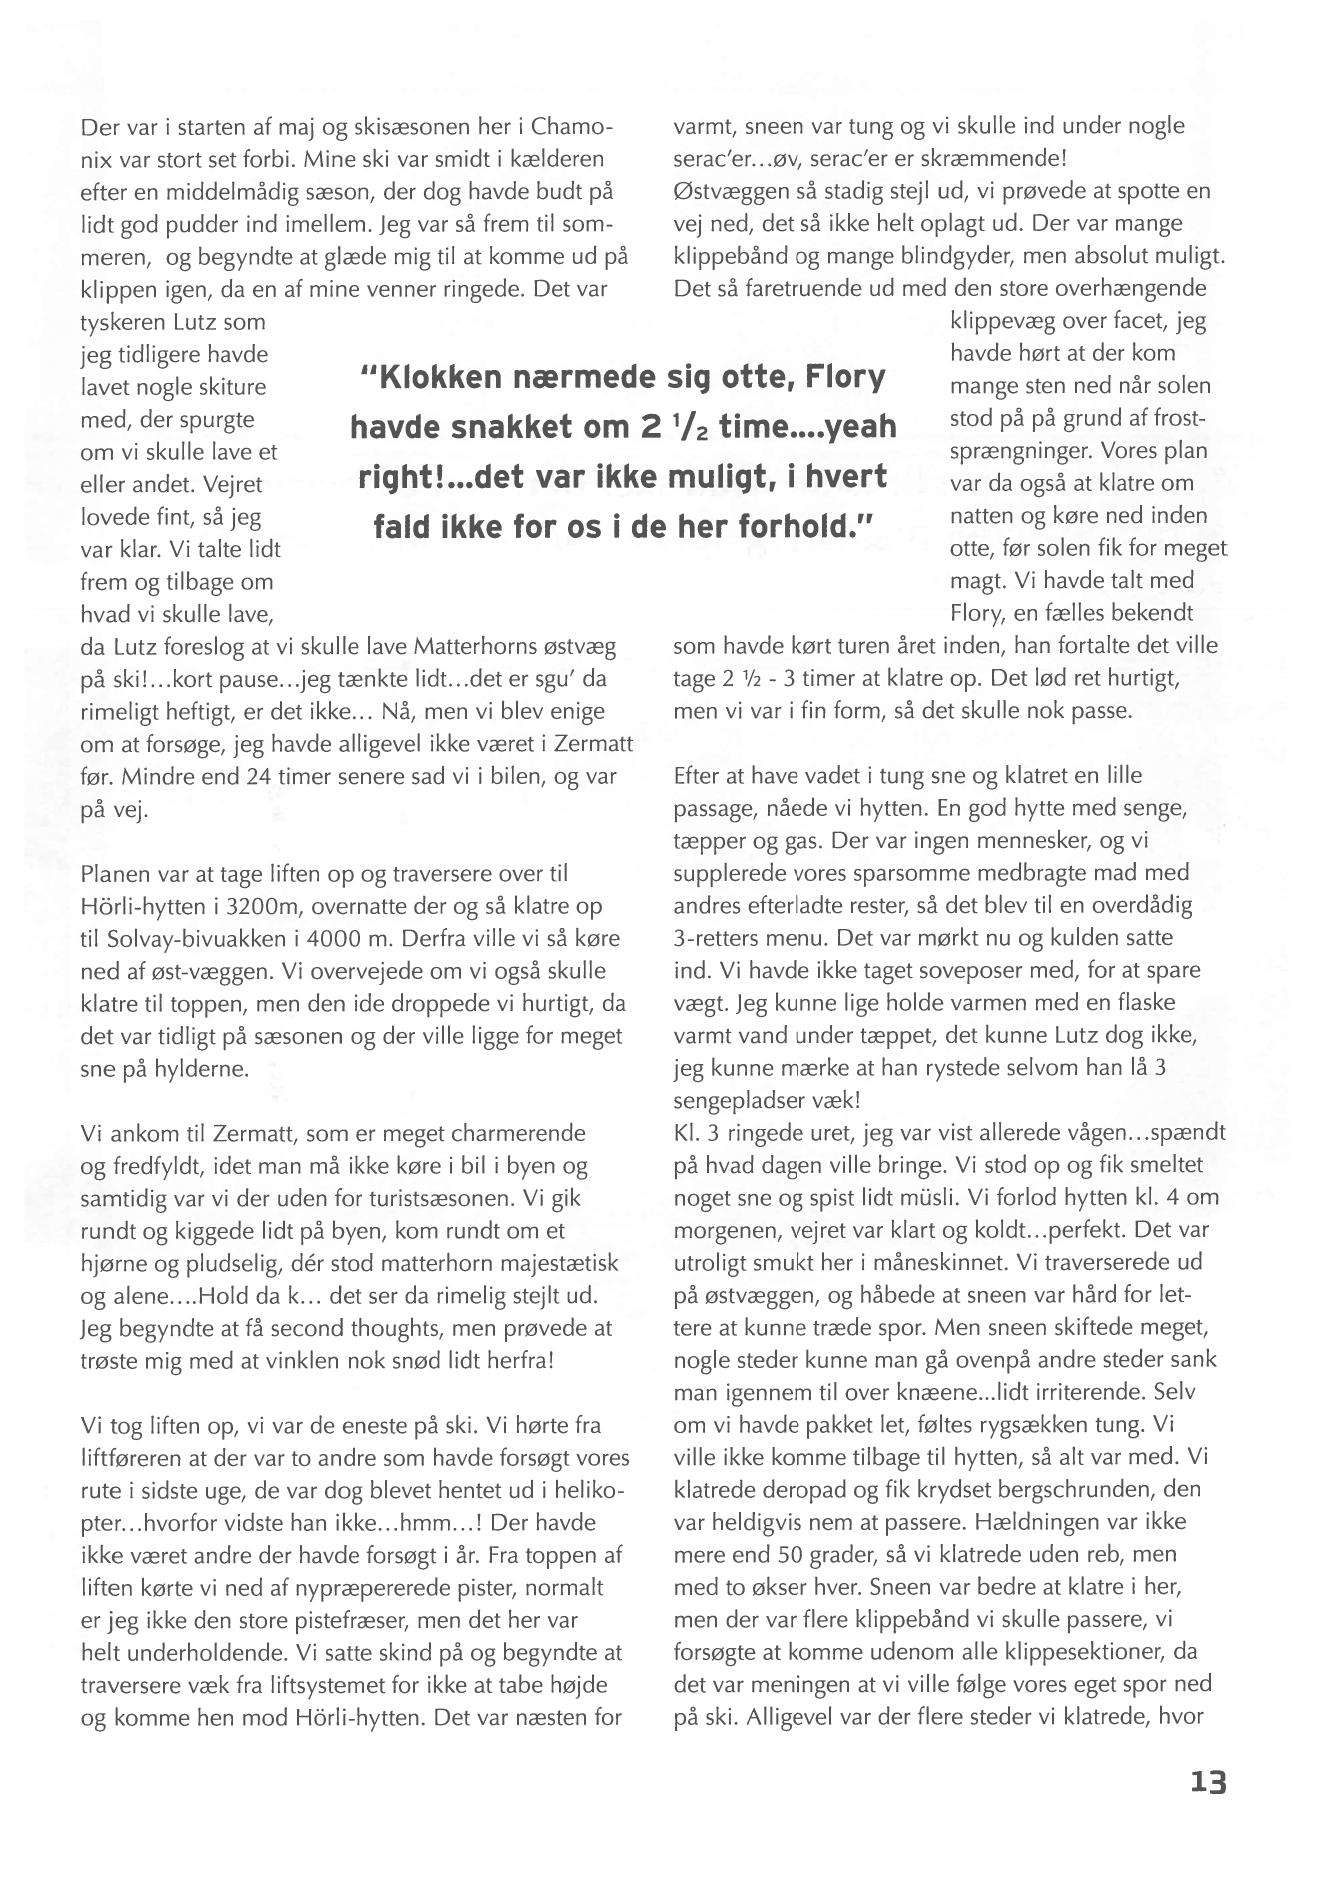 Der var i starten af maj og skisæsonen her i Chamo-
nix var stort set forbi. Mine ski var smidt i kælderen
efter en middelmådig sæson, der dog havde budt på
lidt god pudder ind imellem. Jeg var så frem til som-
meren, og begyndte at glæde mig til at komme ud på
klippen igen, da en af mine venner ringede. Det var
tyskeren Lutz som
jeg tidligere havde
lavet nogle skiture
med, der spurgte
om vi skulle lave et
eller andet. Vejret
lovede fint, så jeg
var klar. Vi talte lidt
frem og tilbage om
hvad vi skulle lave,
da Lutz foreslog at vi skulle lave Matterhorns østvæg
på ski!...kort pause...jeg tænkte lidt...det er sgu' da
rimeligt heftigt, er det ikke... Nå, men vi blev enige
om at forsøge, jeg havde alligevel ikke været i Zermatt
før. Mindre end 24 timer senere sad vi i bilen, og var
på vej.

Planen var at tage liften op og traversere over til
Hörli-hytten i 3200m, overnatte der og så klatre op
til Solvay-bivuakken i 4000 m. Derfra ville vi så køre
ned af øst-væggen. Vi overvejede om vi også skulle
klatre til toppen, men den ide droppede vi hurtigt, da
det var tidligt på sæsonen og der ville ligge for meget
sne på hylderne.

Vi ankom til Zermatt, som er meget charmerende
og fredfyldt, idet man må ikke køre i bil i byen og
samtidig var vi der uden for turistsæsonen. Vi gik
rundt og kiggede lidt på byen, kom rundt om et
hjørne og pludselig, dér stod matterhorn majestætisk
og alene....Hold da k... det ser da rimelig stejlt ud.
Jeg begyndte at få second thoughts, men prøvede at
trøste mig med at vinklen nok snød lidt herfra!

Vi tog liften op, vi var de eneste på ski. Vi hørte fra
liftføreren at der var to andre som havde forsøgt vores
rute i sidste uge, de var dog blevet hentet ud i heliko-
pter...hvorfor vidste han ikke...hmm...! Der havde
ikke været andre der havde forsøgt i år. Fra toppen af
liften kørte vi ned af nypræpererede pister, normalt
er jeg ikke den store pistefræser, men det her var
helt underholdende. Vi satte skind på og begyndte at
traversere væk fra liftsystemet for ikke at tabe højde
og komme hen mod Hörli-hytten. Det var næsten for

"Klokken nærmede sig otte, Flory
havde snakket om 2 ½ time....yeah
right!...det var ikke muligt, i hvert
fald ikke for os i de her forhold."

varmt, sneen var tung og vi skulle ind under nogle
serac'er...øv, serac'er er skræmmende!
Østvæggen så stadig stejl ud, vi prøvede at spotte en
vej ned, det så ikke helt oplagt ud. Der var mange
klippebånd og mange blindgyder, men absolut muligt.
Det så faretruende ud med den store overhængende
klippevæg over facet, jeg
havde hørt at der kom
mange sten ned når solen
stod på på grund af frost-
sprængninger. Vores plan
var da også at klatre om
natten og køre ned inden
otte, før solen fik for meget
magt. Vi havde talt med
Flory, en fælles bekendt
som havde kørt turen året inden, han fortalte det ville
tage 2 ½ - 3 timer at klatre op. Det lød ret hurtigt,
men vi var i fin form, så det skulle nok passe.

Efter at have vadet i tung sne og klatret en lille
passage, nåede vi hytten. En god hytte med senge,
tæpper og gas. Der var ingen mennesker, og vi
supplerede vores sparsomme medbragte mad med
andres efterladte rester, så det blev til en overdådig
3-retters menu. Det var mørkt nu og kulden satte
ind. Vi havde ikke taget soveposer med, for at spare
vægt. Jeg kunne lige holde varmen med en flaske
varmt vand under tæppet, det kunne Lutz dog ikke,
jeg kunne mærke at han rystede selvom han lå 3
sengepladser væk!
Kl. 3 ringede uret, jeg var vist allerede vågen...spændt
på hvad dagen ville bringe. Vi stod op og fik smeltet
noget sne og spist lidt müsli. Vi forlod hytten kl. 4 om
morgenen, vejret var klart og koldt...perfekt. Det var
utroligt smukt her i måneskinnet. Vi traverserede ud
på østvæggen, og håbede at sneen var hård for let-
tere at kunne træde spor. Men sneen skiftede meget,
nogle steder kunne man gå ovenpå andre steder sank
man igennem til over knæene...lidt irriterende. Selv
om vi havde pakket let, føltes rygsækken tung. Vi
ville ikke komme tilbage til hytten, så alt var med. Vi
klatrede deropad og fik krydset bergschrunden, den
var heldigvis nem at passere. Hældningen var ikke
mere end 50 grader, så vi klatrede uden reb, men
med to økser hver. Sneen var bedre at klatre i her,
men der var flere klippebånd vi skulle passere, vi
forsøgte at komme udenom alle klippesektioner, da
det var meningen at vi ville følge vores eget spor ned
på ski. Alligevel var der flere steder vi klatrede, hvor

13